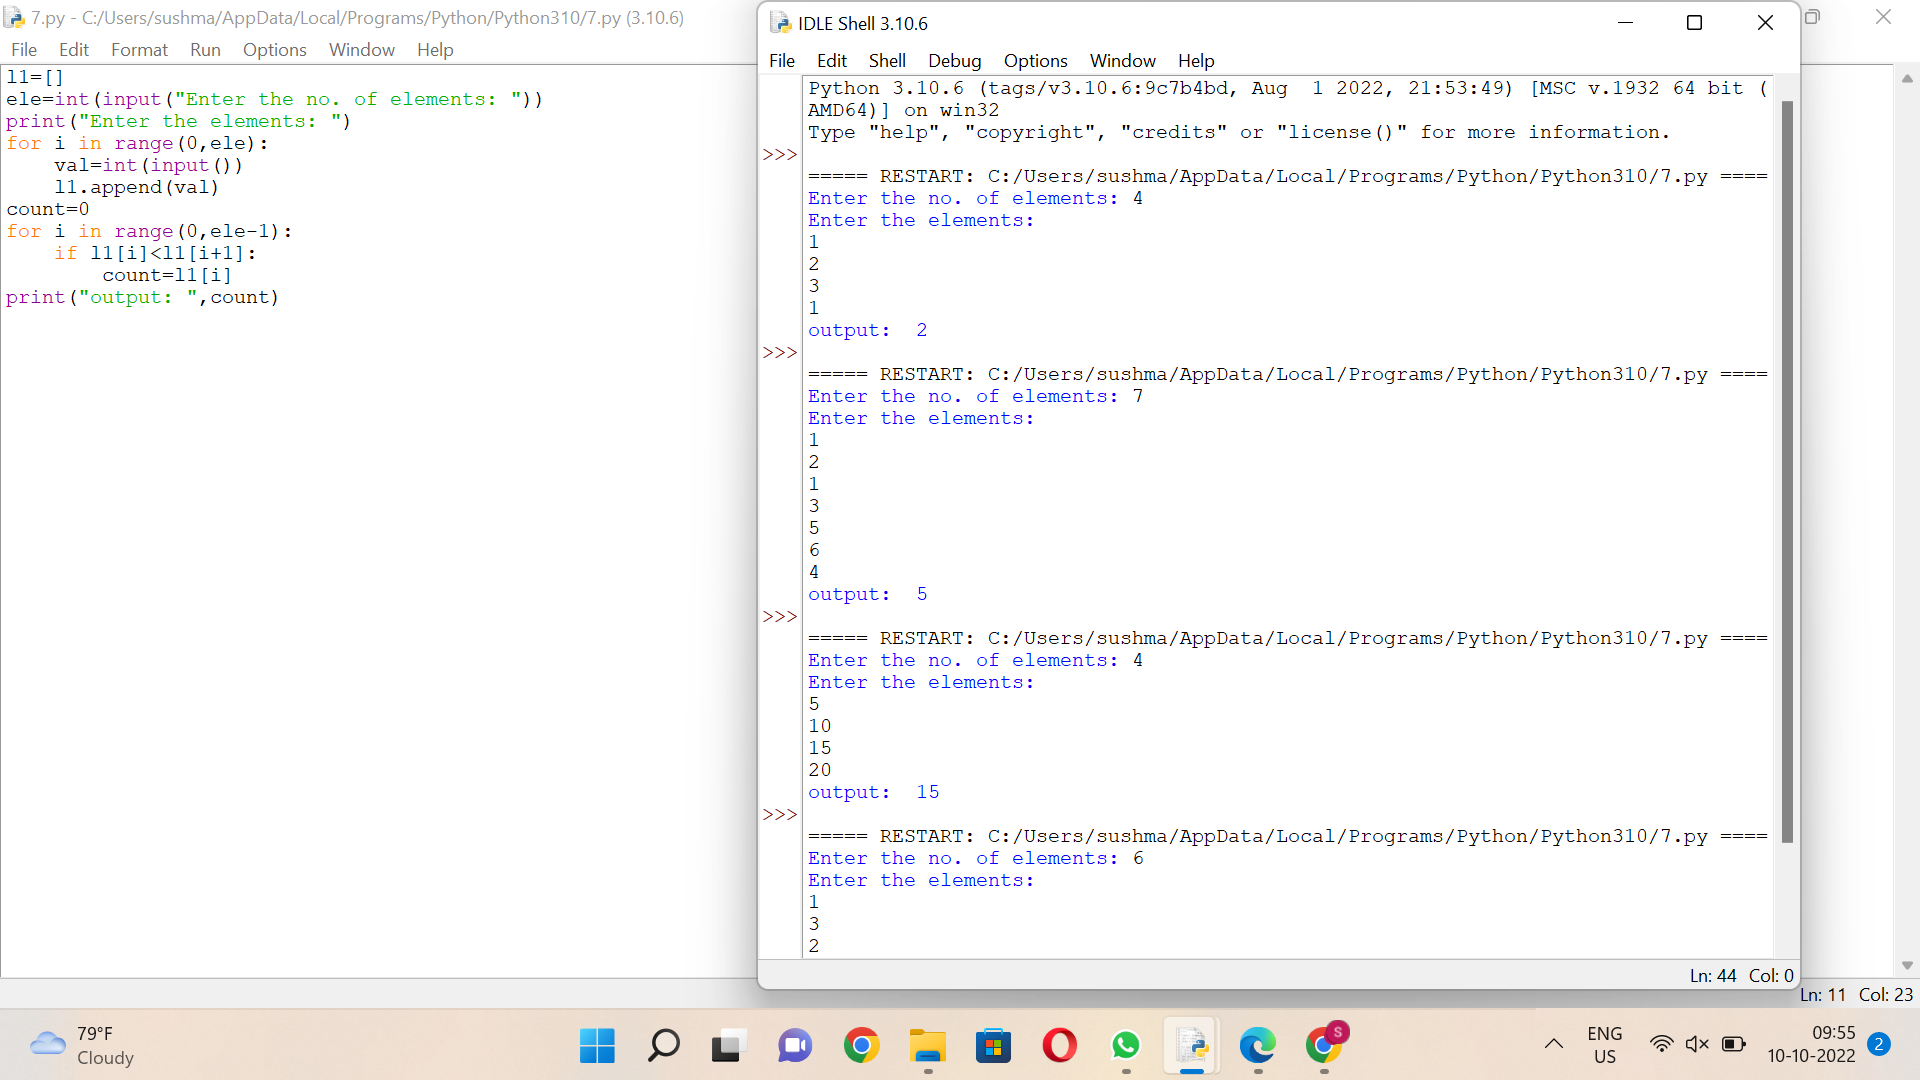 7.py - C:/Users/sushma/AppData/Local/Programs/Python/Python310/7.py (3.10.6)
File Edit Format Run Options Window Help
l1=[]
ele=int(input("Enter the no. of elements: "))
print("Enter the elements: ")
for i in range(0,ele):
    val=int(input())
    l1.append(val)
count=0
for i in range(0,ele-1):
    if l1[i]<l1[i+1]:
        count=l1[i]
print("output: ",count)
IDLE Shell 3.10.6
File Edit Shell Debug Options Window Help
Python 3.10.6 (tags/v3.10.6:9c7b4bd, Aug  1 2022, 21:53:49) [MSC v.1932 64 bit (
AMD64)] on win32
Type "help", "copyright", "credits" or "license()" for more information.
>>>
===== RESTART: C:/Users/sushma/AppData/Local/Programs/Python/Python310/7.py ====
Enter the no. of elements: 4
Enter the elements:
1
2
3
1
output:  2
>>>
===== RESTART: C:/Users/sushma/AppData/Local/Programs/Python/Python310/7.py ====
Enter the no. of elements: 7
Enter the elements:
1
2
1
3
5
6
4
output:  5
>>>
===== RESTART: C:/Users/sushma/AppData/Local/Programs/Python/Python310/7.py ====
Enter the no. of elements: 4
Enter the elements:
5
10
15
20
output:  15
>>>
===== RESTART: C:/Users/sushma/AppData/Local/Programs/Python/Python310/7.py ====
Enter the no. of elements: 6
Enter the elements:
1
3
2
Ln: 44 Col: 0
Ln: 11 Col: 23
79°F
Cloudy
S
ENG
US
09:55
10-10-2022
2